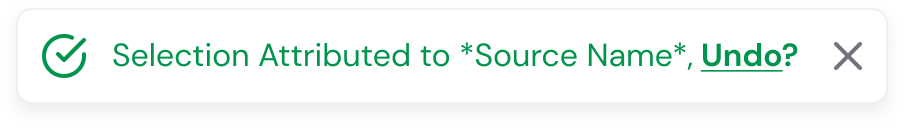 Selection Attributed to *Source Name*, Undo?